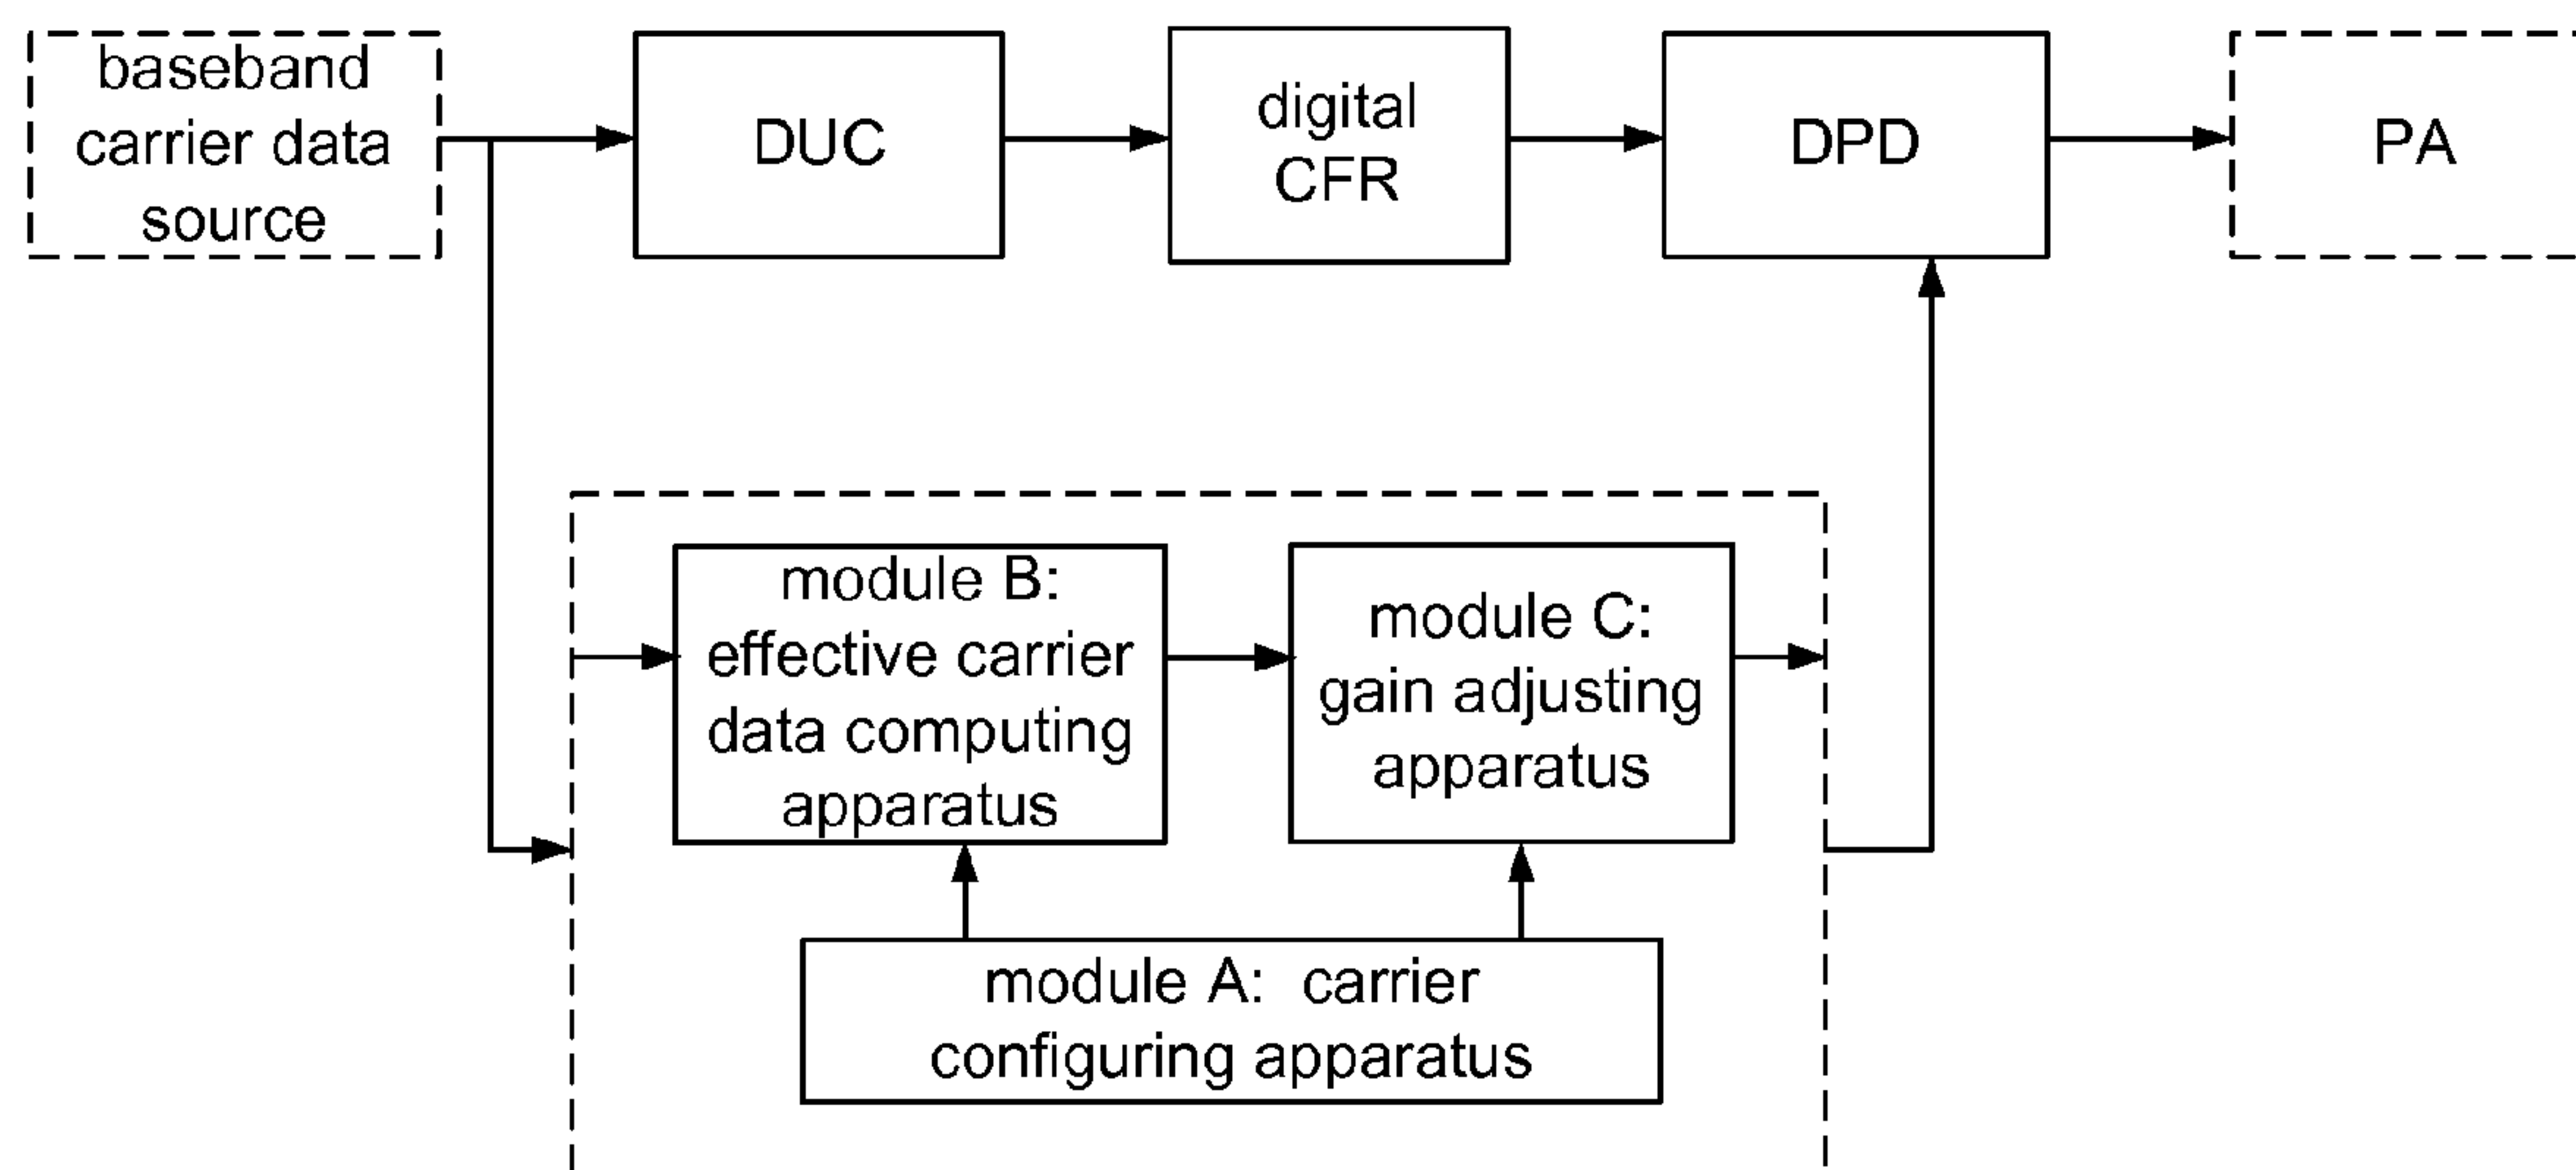 baseband
carrier data
source
DUC
digital
CFR
DPD
PA
module B:
effective carrier
data computing
apparatus
module C:
gain adjusting
apparatus
module A: carrier
configuring apparatus